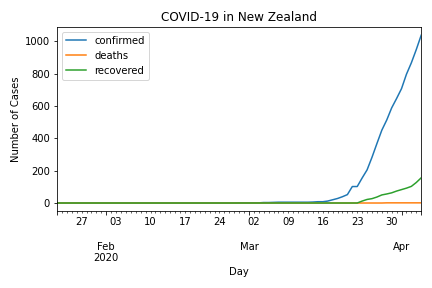 COVID-19 in New Zealand
confirmed
deaths
recovered
Number of Cases
1000
800
600
400
200
0
27 03 10 17 24 02 09 16 23 30
Feb Mar Apr
2020
Day